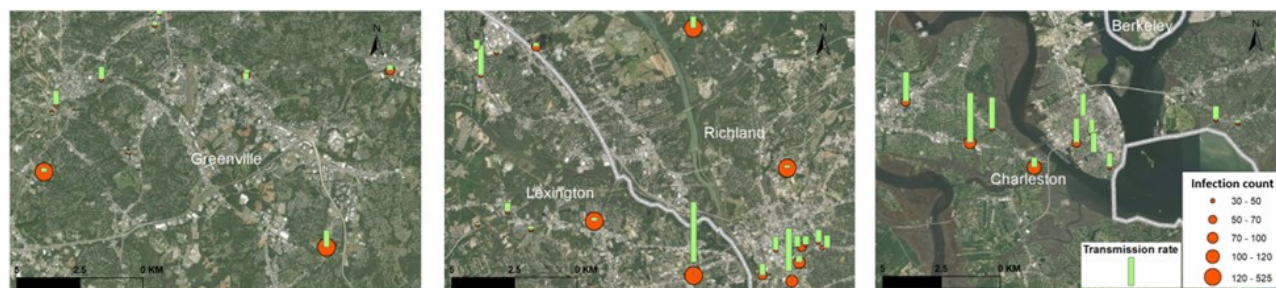 N
Greenville
5
2.5
0 KM
N
Richland
Lexington
5
2.5
0 KM
Berkeley
N
Charleston
5
2.5
0 KM
Transmission rate
Infection count
30 - 50
50 - 70
70 - 100
100 - 120
120 - 525